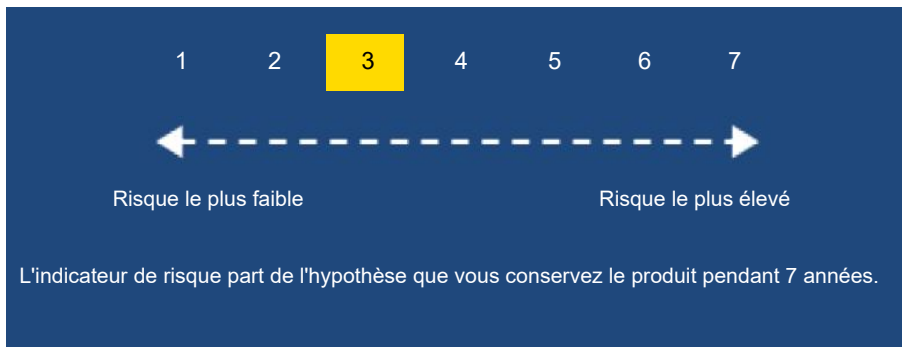 1 2 3 4 5 6 7
Risque le plus faible Risque le plus élevé
L'indicateur de risque part de l'hypothèse que vous conservez le produit pendant 7 années.